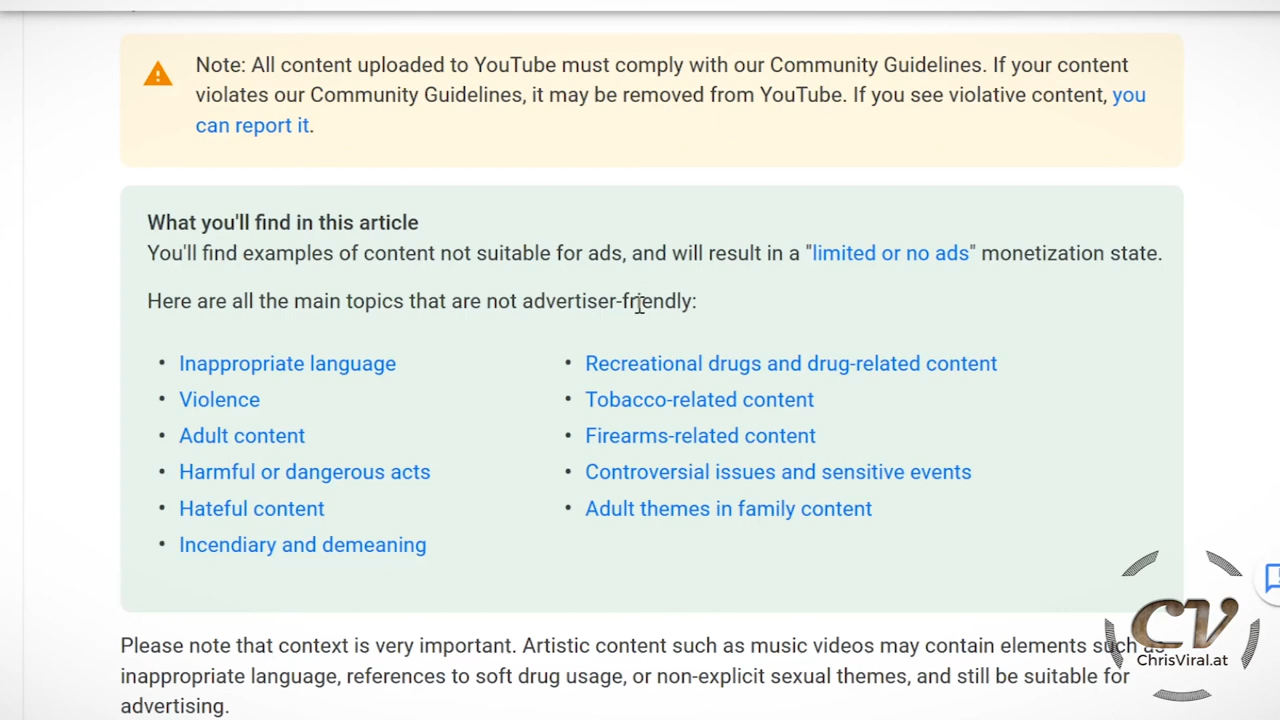 Note: All content uploaded to YouTube must comply with our Community Guidelines. If your content
violates our Community Guidelines, it may be removed from YouTube. If you see violative content, you
can report it.
What you'll find in this article
You'll find examples of content not suitable for ads, and will result in a "limited or no ads" monetization state.
Here are all the main topics that are not advertiser-friendly:
• Inappropriate language
• Violence
• Adult content
• Harmful or dangerous acts
• Hateful content
• Incendiary and demeaning
• Recreational drugs and drug-related content
• Tobacco-related content
• Firearms-related content
• Controversial issues and sensitive events
• Adult themes in family content
Please note that context is very important. Artistic content such as music videos may contain elements such
inappropriate language, references to soft drug usage, or non-explicit sexual themes, and still be suitable for
advertising.
CV
ChrisViral.at